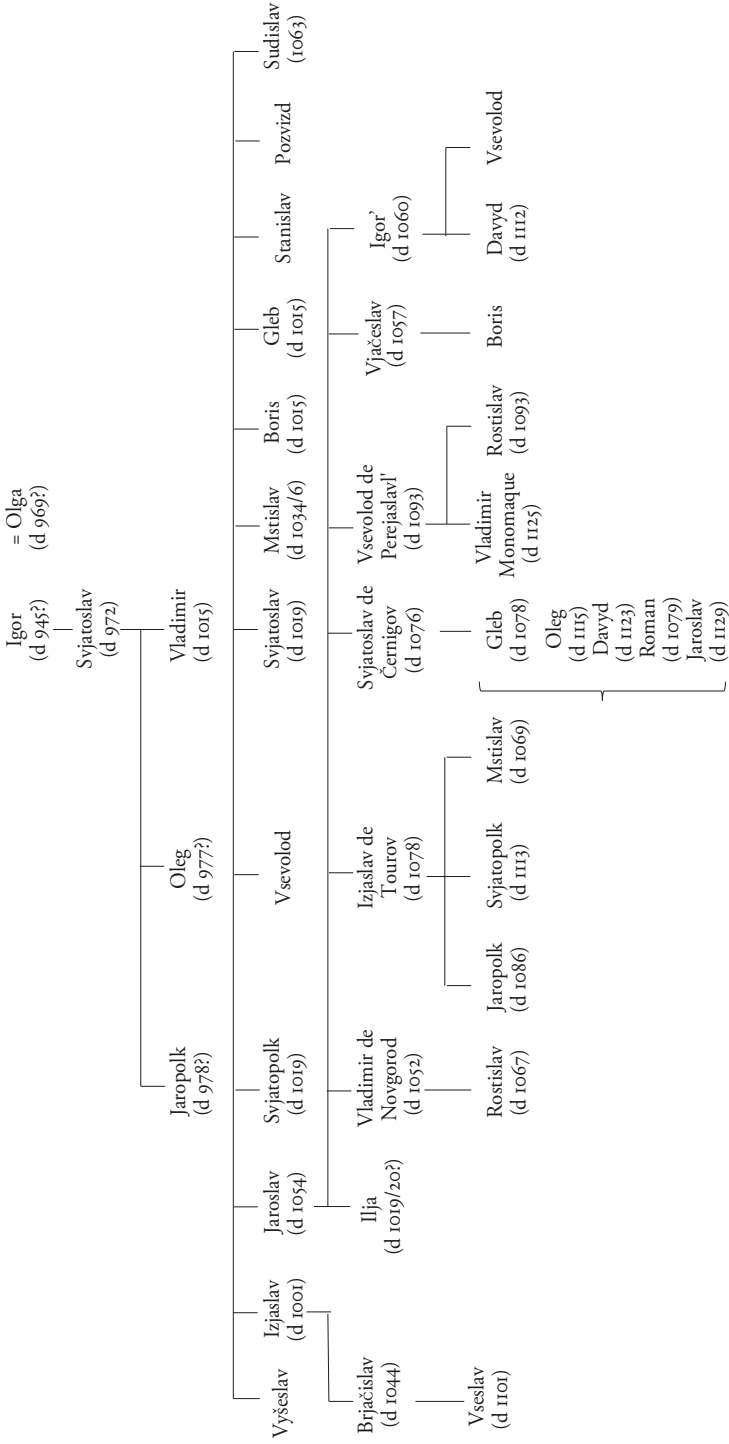 Igor
(d 945?)
= Olga
(d 969?)
Svjatoslav
(d 972)
Jaropolk
(d 978?)
Oleg
(d 977?)
Vladimir
(d 1015)
Vyšeslav
Izjaslav
(d 1001)
Jaroslav
(d 1054)
Svjatopolk
(d 1019)
Vsevolod
Svjatoslav
(d 1019)
Mstislav
(d 1034/6)
Boris
(d 1015)
Gleb
(d 1015)
Stanislav
Pozvizd
Sudislav
(1063)
Brjačislav
(d 1044)
Ilja
(d 1019/20?)
Vladimir de
Novgorod
(d 1052)
Izjaslav de
Tourov
(d 1078)
Svjatoslav de
Černigov
(d 1076)
Vsevolod de
Perejaslavl'
(d 1093)
Vjačeslav
(d 1057)
Igor'
(d 1060)
Vseslav
(d 1101)
Rostislav
(d 1067)
Jaropolk
(d 1086)
Svjatopolk
(d 1113)
Mstislav
(d 1069)
Gleb
(d 1078)
Oleg
(d 1115)
Davyd
(d 1123)
Roman
(d 1079)
Jaroslav
(d 1129)
Vladimir
Monomaque
(d 1125)
Rostislav
(d 1093)
Boris
Davyd
(d 1112)
Vsevolod